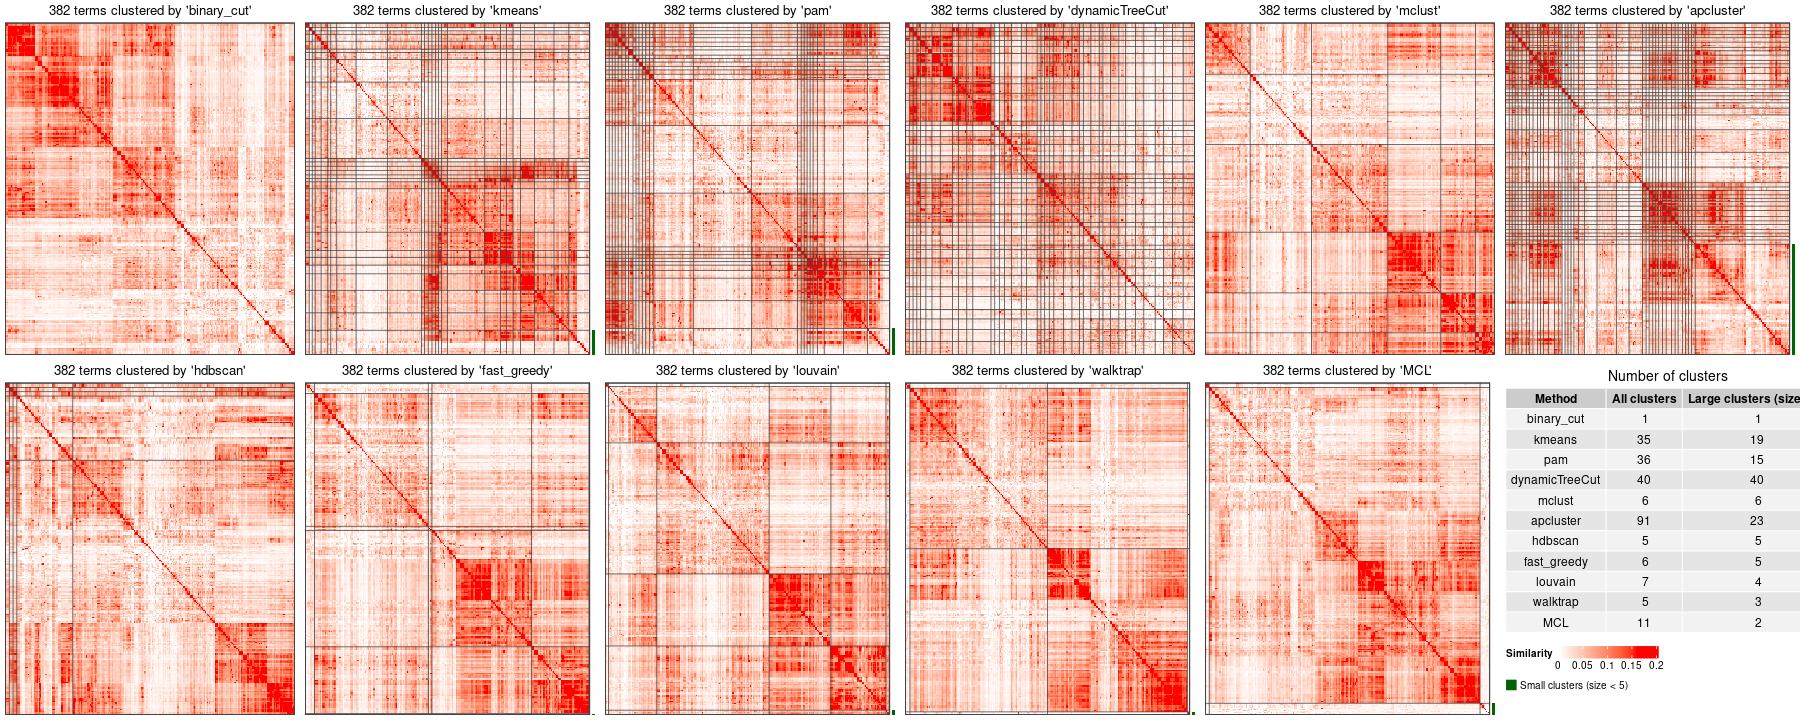 382 terms clustered by 'binary_cut'
382 terms clustered by 'kmeans'
382 terms clustered by 'pam'
382 terms clustered by 'dynamicTreeCut'
382 terms clustered by 'mclust'
382 terms clustered by 'apcluster'
382 terms clustered by 'hdbscan'
382 terms clustered by 'fast_greedy'
382 terms clustered by 'louvain'
382 terms clustered by 'walktrap'
382 terms clustered by 'MCL'
Number of clusters
Method All clusters Large clusters (size
binary_cut 1 1
kmeans 35 19
pam 36 15
dynamicTreeCut 40 40
mclust 6 6
apcluster 91 23
hdbscan 5 5
fast_greedy 6 5
louvain 7 4
walktrap 5 3
MCL 11 2
Similarity
0 0.05 0.1 0.15 0.2
Small clusters (size < 5)